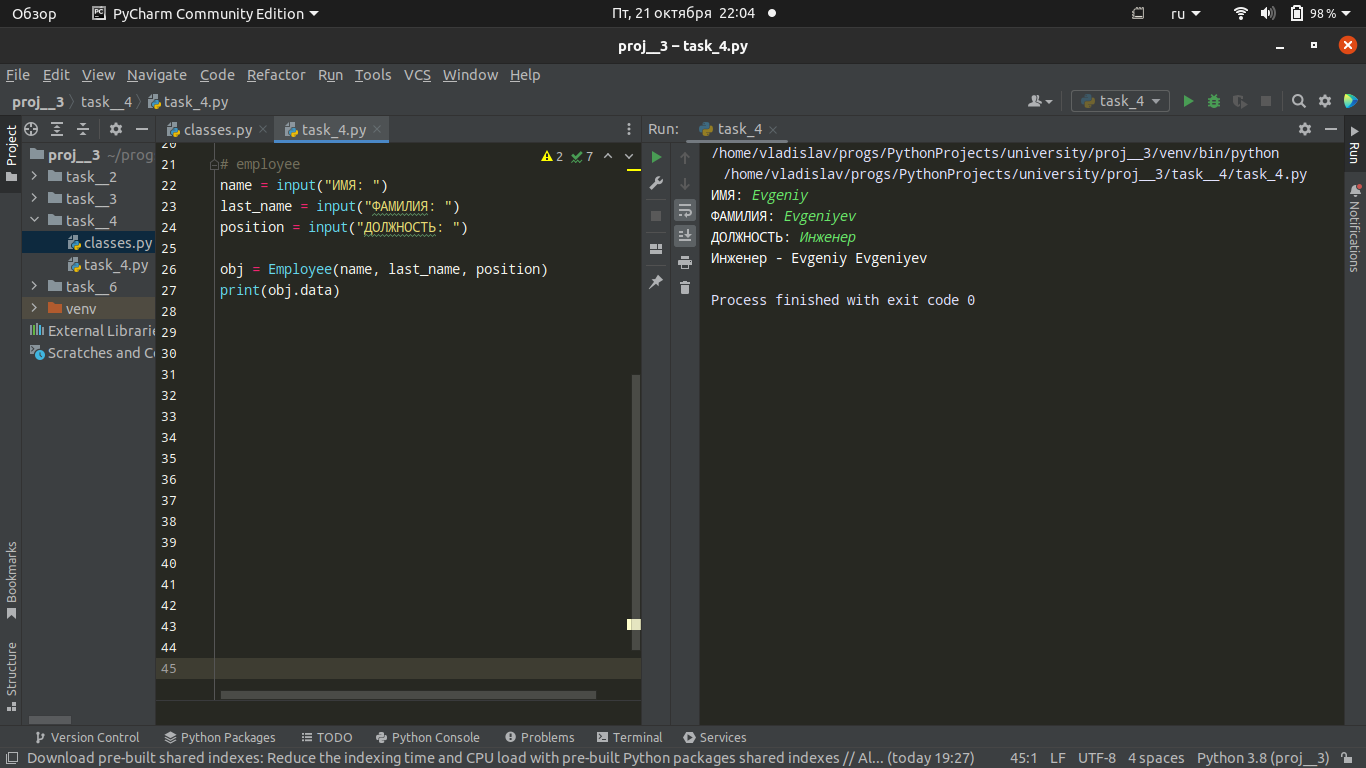 Обзор PyCharm Community Edition Пт, 21 октября 22:04 ru 98%
proj__3 – task_4.py
File Edit View Navigate Code Refactor Run Tools VCS Window Help
proj__3 task__4 task_4.py task_4
Project
classes.py task_4.py
Run: task_4
proj__3 ~/prog
task__2
task__3
task__4
classes.py
task_4.py
task__6
venv
External Librarie
Scratches and Co
Bookmarks
Structure
2 7
20
21 # employee
22 name = input("ИМЯ: ")
23 last_name = input("ФАМИЛИЯ: ")
24 position = input("ДОЛЖНОСТЬ: ")
25
26 obj = Employee(name, last_name, position)
27 print(obj.data)
28
29
30
31
32
33
34
35
36
37
38
39
40
41
42
43
44
45
/home/vladislav/progs/PythonProjects/university/proj__3/venv/bin/python
/home/vladislav/progs/PythonProjects/university/proj__3/task__4/task_4.py
ИМЯ: Evgeniy
ФАМИЛИЯ: Evgeniyev
ДОЛЖНОСТЬ: Инженер
Инженер - Evgeniy Evgeniyev
Process finished with exit code 0
Run
Notifications
Version Control Python Packages TODO Python Console Problems Terminal Services
Download pre-built shared indexes: Reduce the indexing time and CPU load with pre-built Python packages shared indexes // Al... (today 19:27) 45:1 LF UTF-8 4 spaces Python 3.8 (proj__3)